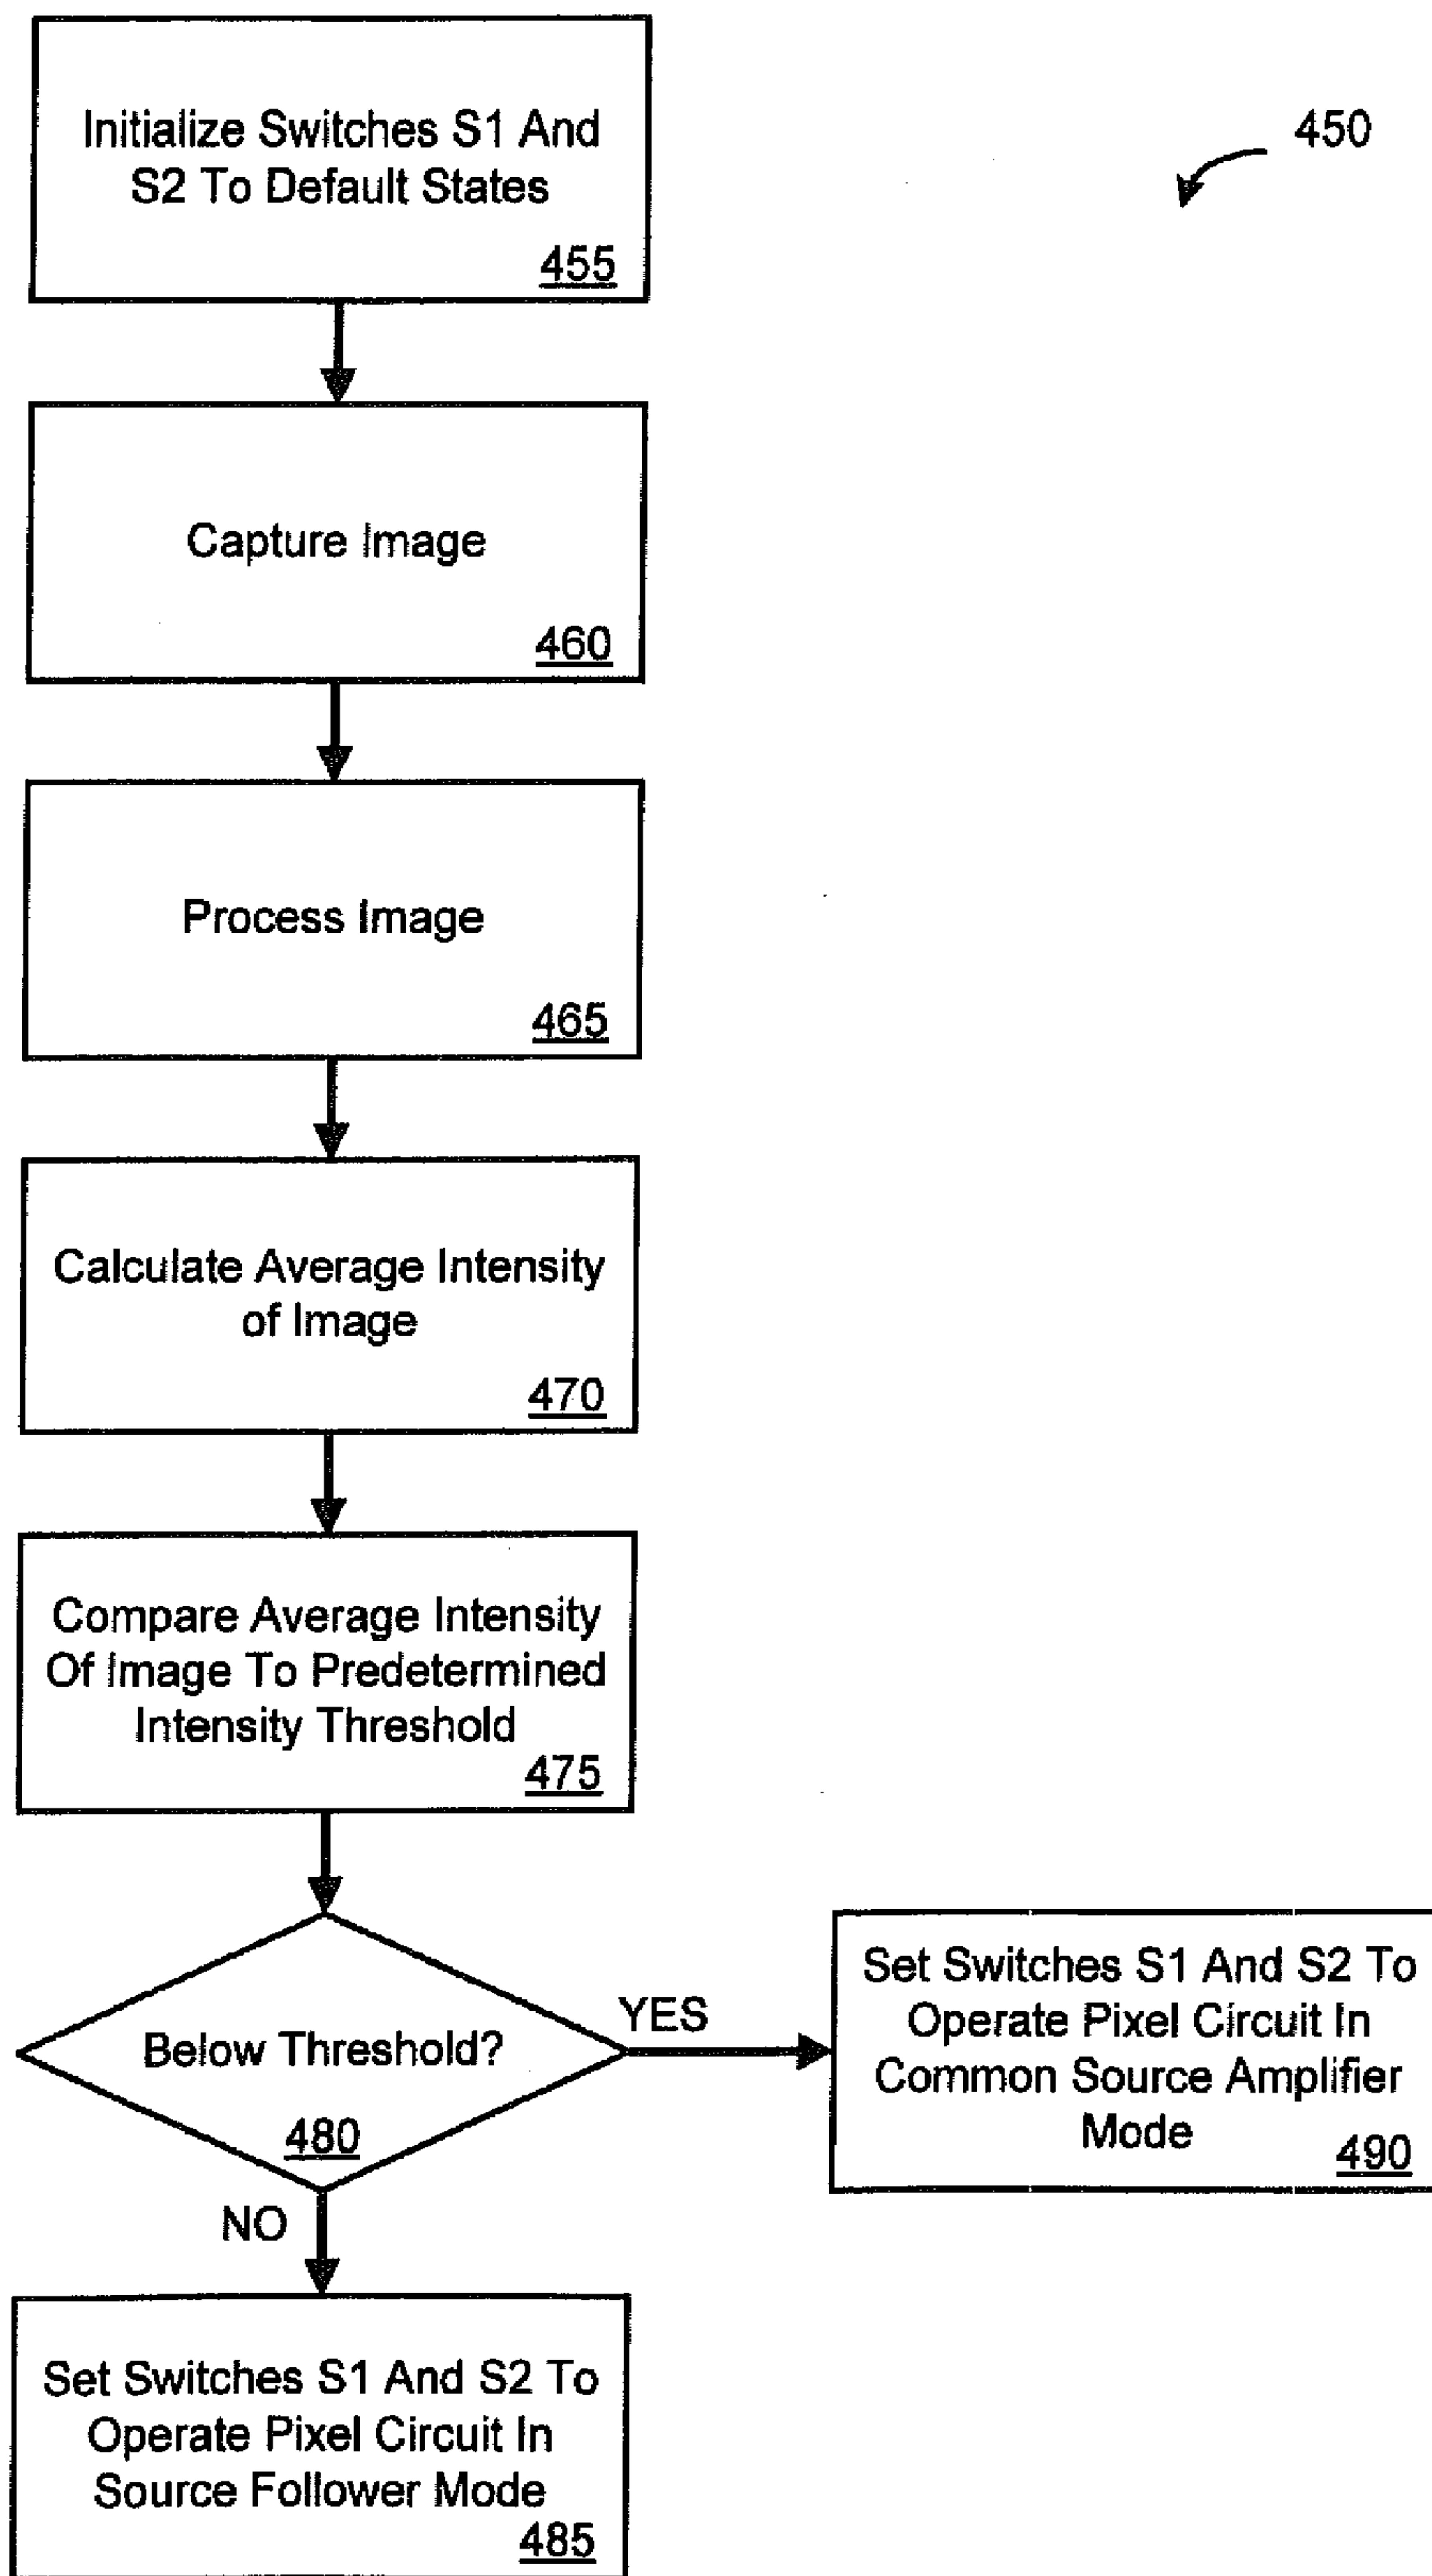 Initialize Switches S1 And
S2 To Default States
455
450
Capture Image
460
Process Image
465
Calculate Average Intensity
of Image
470
Compare Average Intensity
Of Image To Predetermined
Intensity Threshold
475
Below Threshold?
480
YES
Set Switches S1 And S2 To
Operate Pixel Circuit In
Common Source Amplifier
Mode
490
NO
Set Switches S1 And S2 To
Operate Pixel Circuit In
Source Follower Mode
485